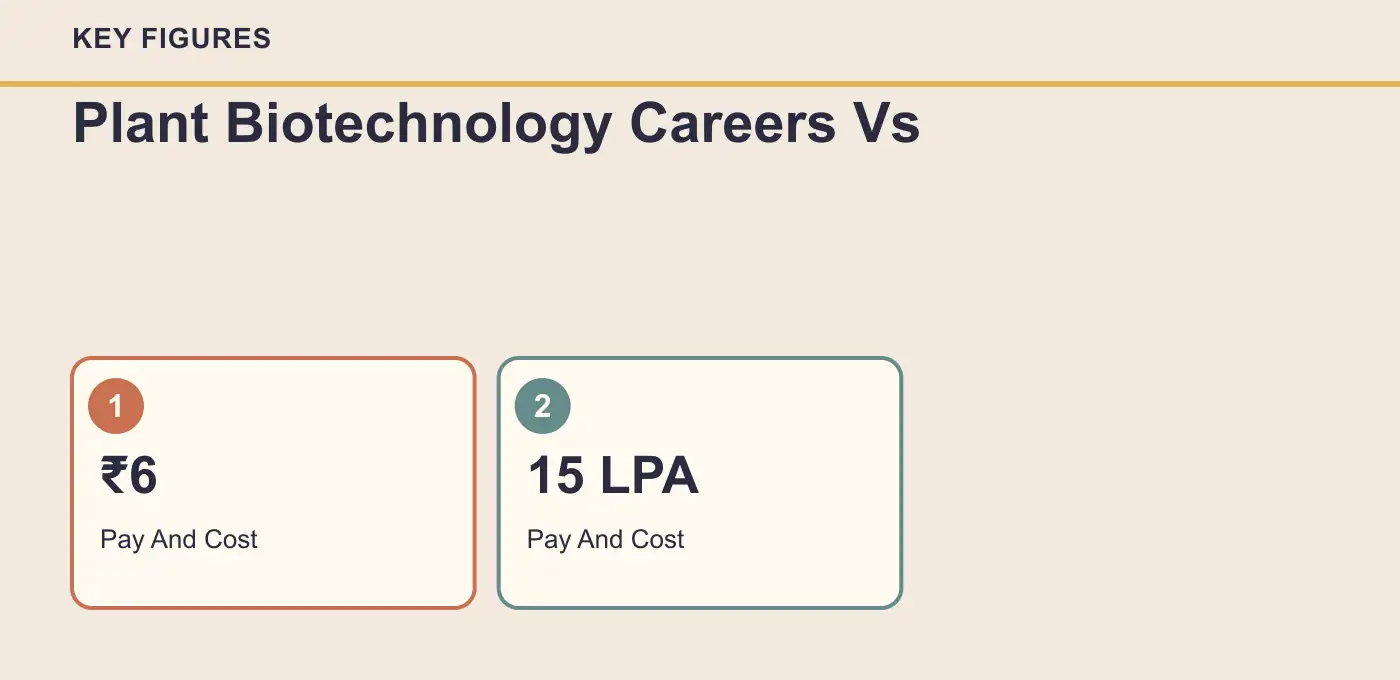 KEY FIGURES
Plant Biotechnology Careers Vs
1
₹6
Pay And Cost
2
15 LPA
Pay And Cost